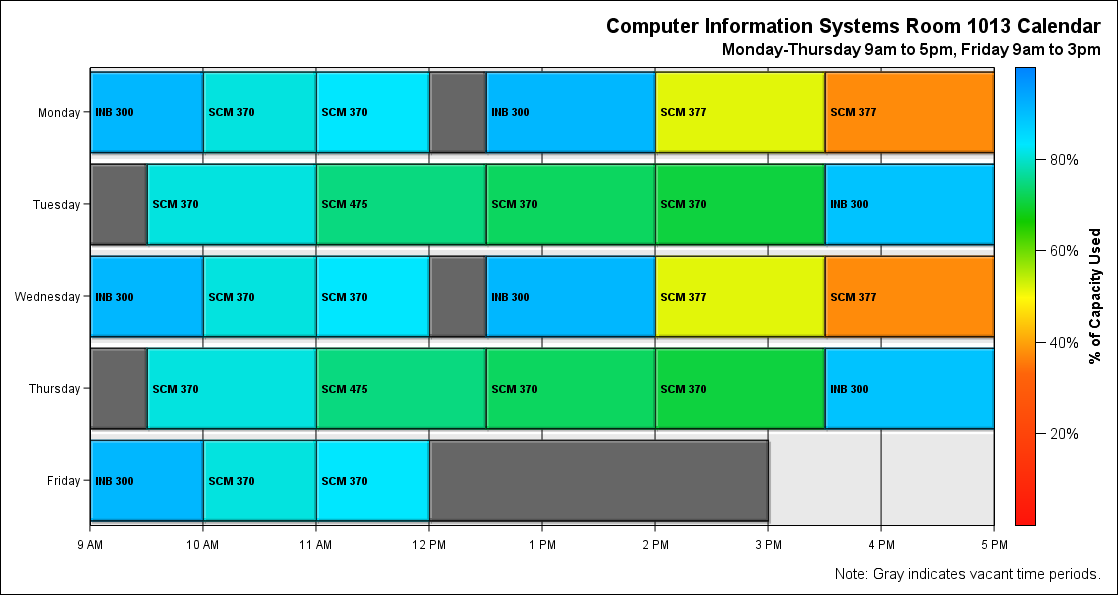 Computer Information Systems Room 1013 Calendar
Monday-Thursday 9am to 5pm, Friday 9am to 3pm
Monday INB 300 SCM 370 SCM 370 INB 300 SCM 377 SCM 377
80%
Tuesday SCM 370 SCM 475 SCM 370 SCM 370 INB 300
60%
Wednesday INB 300 SCM 370 SCM 370 INB 300 SCM 377 SCM 377
% of Capacity Used
40%
Thursday SCM 370 SCM 475 SCM 370 SCM 370 INB 300
20%
Friday INB 300 SCM 370 SCM 370
9 AM 10 AM 11 AM 12 PM 1 PM 2 PM 3 PM 4 PM 5 PM
Note: Gray indicates vacant time periods.